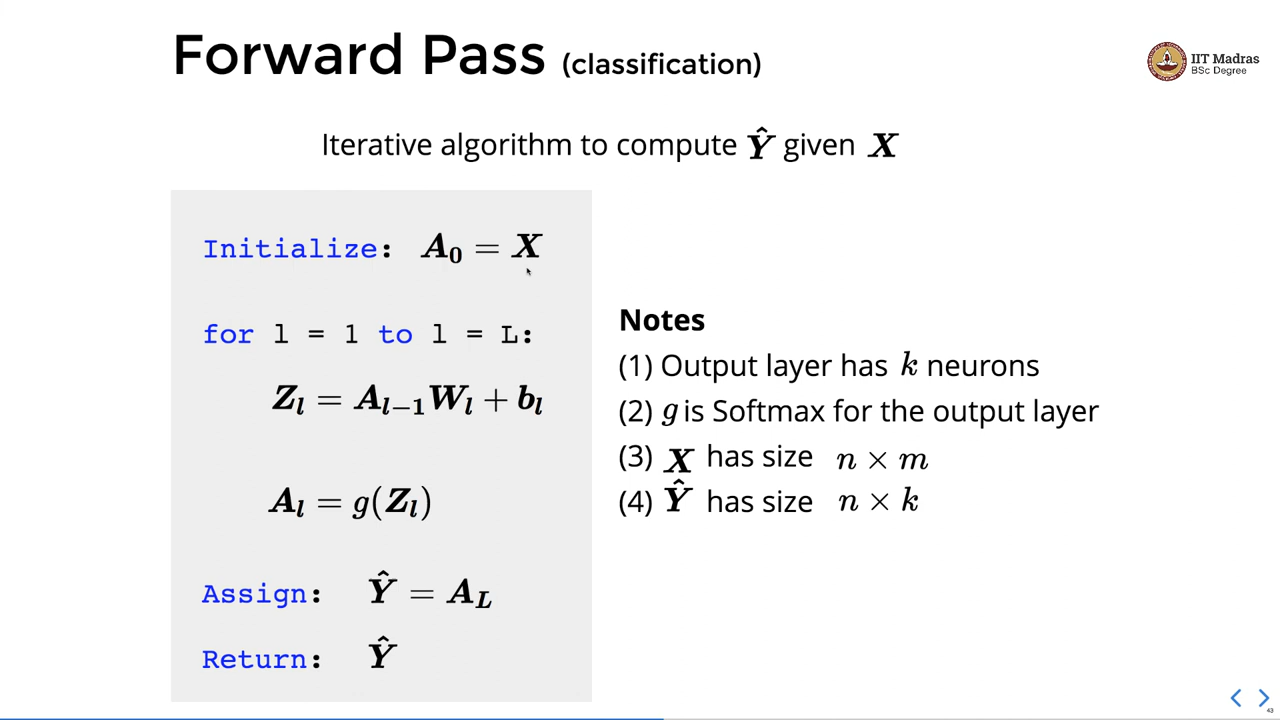 Forward Pass (classification)
IIT Madras
BSc Degree
Iterative algorithm to compute Ŷ given X
Initialize: A₀ = X
for l = 1 to l = L:
Zₗ = Aₗ₋₁Wₗ + bₗ
Aₗ = g(Zₗ)
Assign: Ŷ = A_L
Return: Ŷ
Notes
(1) Output layer has k neurons
(2) g is Softmax for the output layer
(3) X has size n × m
(4) Ŷ has size n × k
43